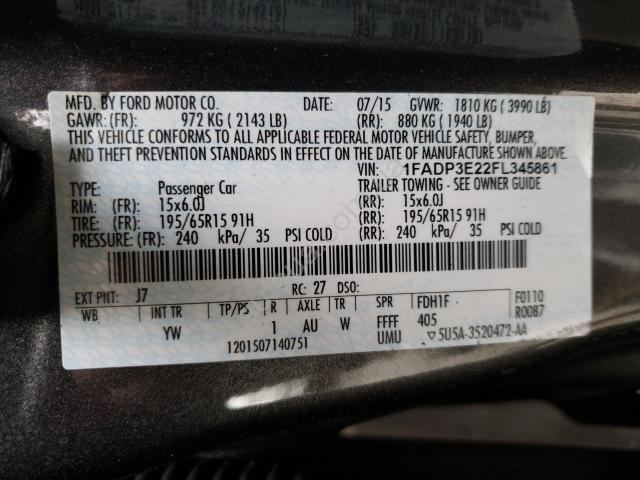 MFD. BY FORD MOTOR CO. DATE: 07/15 GVWR: 1810 KG ( 3990 LB)
GAWR: (FR): 972 KG ( 2143 LB) (RR): 880 KG ( 1940 LB)
THIS VEHICLE CONFORMS TO ALL APPLICABLE FEDERAL MOTOR VEHICLE SAFETY, BUMPER,
AND THEFT PREVENTION STANDARDS IN EFFECT ON THE DATE OF MANUFACTURE SHOWN ABOVE.
VIN: 1FADP3E22FL345861
TYPE: Passenger Car TRAILER TOWING - SEE OWNER GUIDE
RIM: (FR): 15x6.0J (RR): 15x6.0J
TIRE: (FR): 195/65R15 91H (RR): 195/65R15 91H
PRESSURE: (FR) 240 kPa/ 35 PSI COLD (RR): 240 kPa/ 35 PSI COLD
EXT PNT: J7 RC: 27 DSO:
WB INT TR TP/PS R AXLE TR SPR FDH1F F0110
YW 1 AU W FFFF 405 R0087
1201507140751 UMU ▽5U5A-3520472-AA